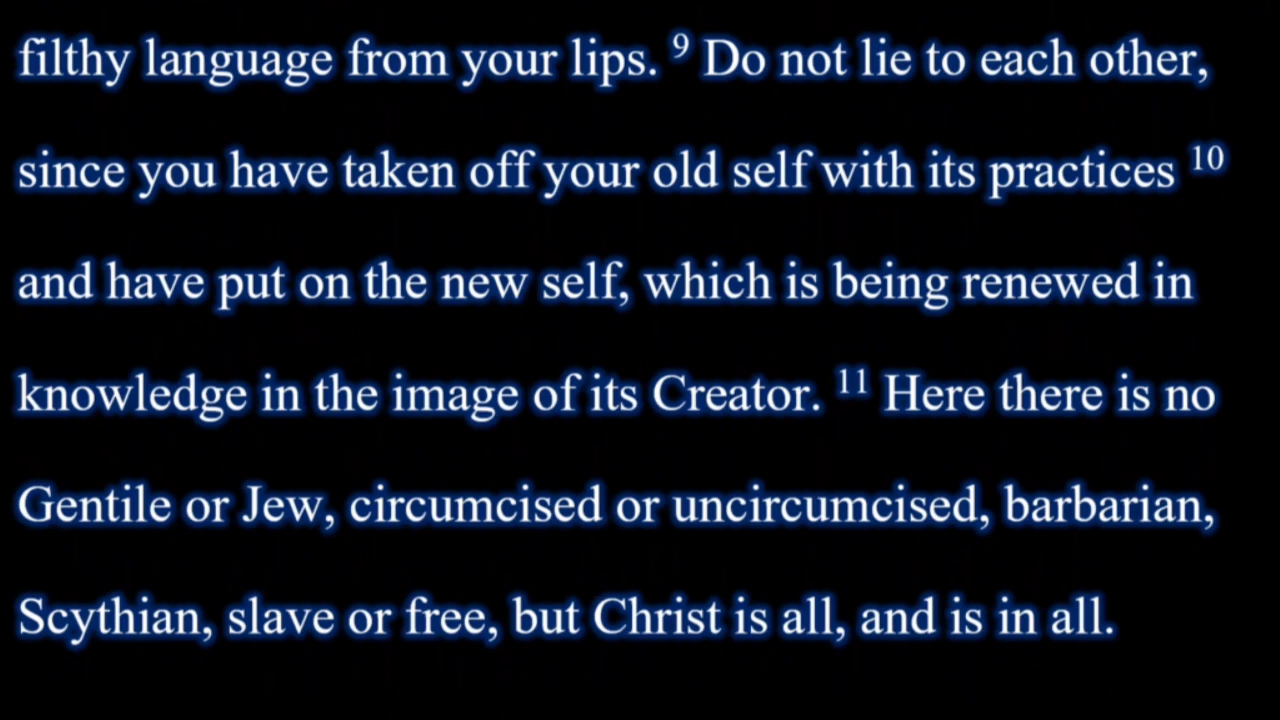 filthy language from your lips. 9 Do not lie to each other,
since you have taken off your old self with its practices 10
and have put on the new self, which is being renewed in
knowledge in the image of its Creator. 11 Here there is no
Gentile or Jew, circumcised or uncircumcised, barbarian,
Scythian, slave or free, but Christ is all, and is in all.